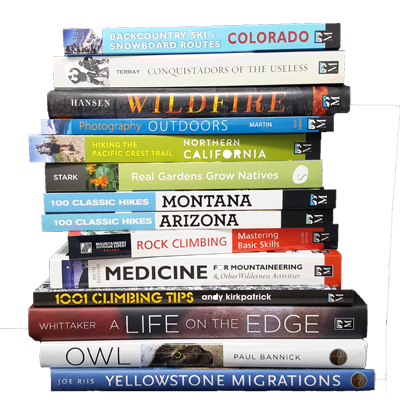 BACKCOUNTRY SKI &
SNOWBOARD ROUTES COLORADO
TERRAY CONQUISTADORS OF THE USELESS
HANSEN WILDFIRE
Photography OUTDOORS MARTIN
HIKING THE
PACIFIC CREST TRAIL
NORTHERN
CALIFORNIA
STARK Real Gardens Grow Natives
100 CLASSIC HIKES MONTANA
100 CLASSIC HIKES ARIZONA
ROCK CLIMBING
Mastering
Basic Skills
MEDICINE
FOR MOUNTAINEERING
& Other Wilderness Activities
1001 CLIMBING TIPS andy kirkpatrick
WHITTAKER A LIFE ON THE EDGE
OWL PAUL BANNICK
JOE RIIS YELLOWSTONE MIGRATIONS